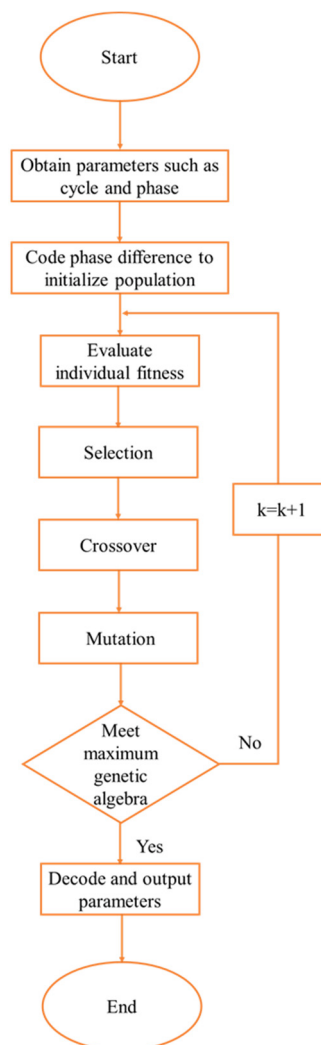 Start
Obtain parameters such as
cycle and phase
Code phase difference to
initialize population
Evaluate
individual fitness
Selection
k=k+1
Crossover
Mutation
Meet
maximum
genetic
algebra
No
Yes
Decode and output
parameters
End